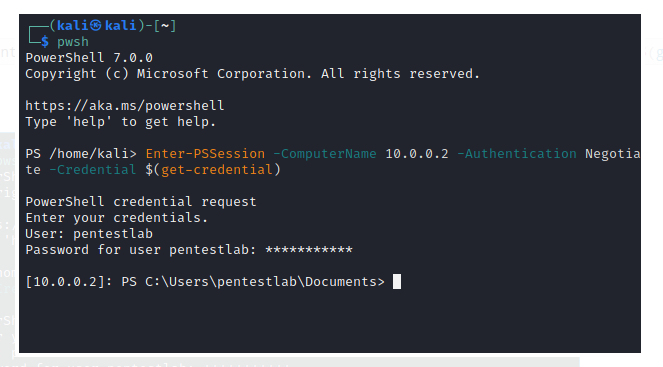 ┌──(kali㉿kali)-[~]
└─$ pwsh
PowerShell 7.0.0
Copyright (c) Microsoft Corporation. All rights reserved.
https://aka.ms/powershell
Type 'help' to get help.
PS /home/kali> Enter-PSSession -ComputerName 10.0.0.2 -Authentication Negotia
te -Credential $(get-credential)
PowerShell credential request
Enter your credentials.
User: pentestlab
Password for user pentestlab: ***********
[10.0.0.2]: PS C:\Users\pentestlab\Documents>